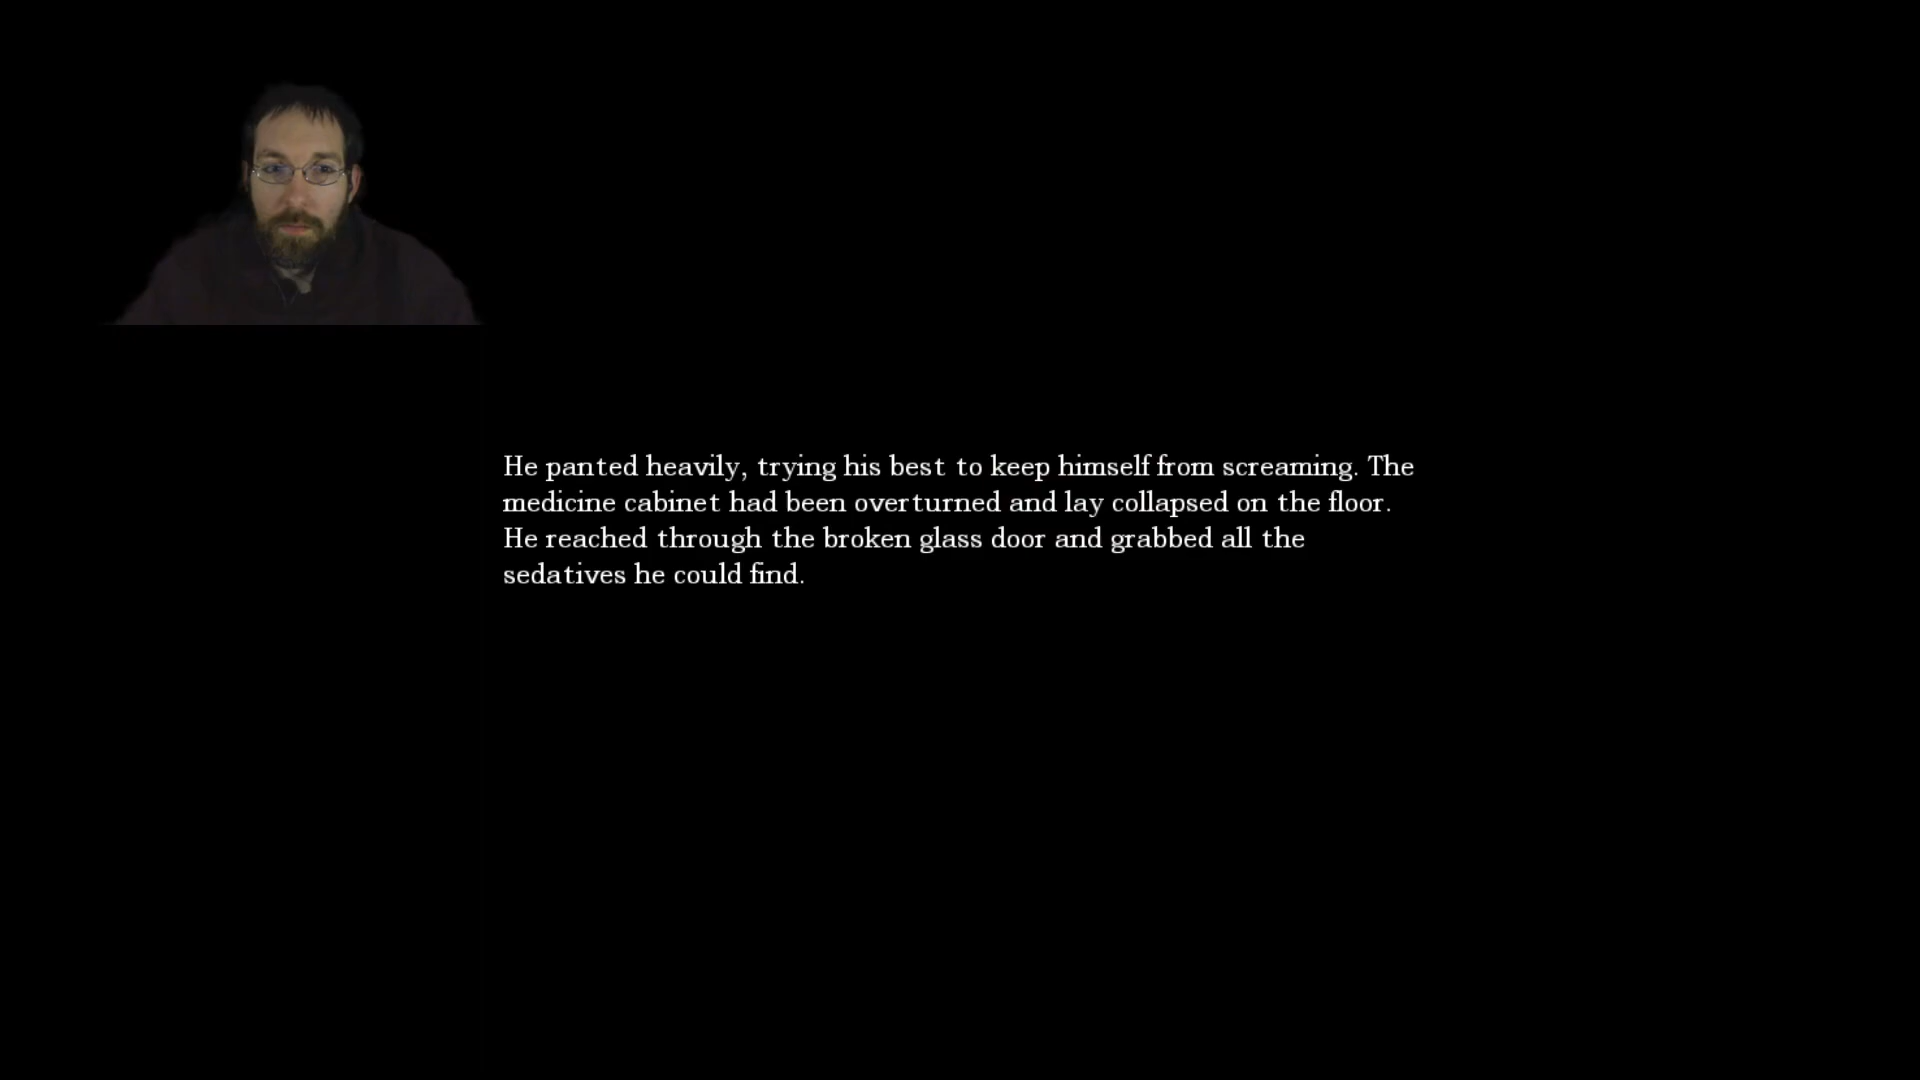 He panted heavily, trying his best to keep himself from screaming. The
medicine cabinet had been overturned and lay collapsed on the floor.
He reached through the broken glass door and grabbed all the
sedatives he could find.